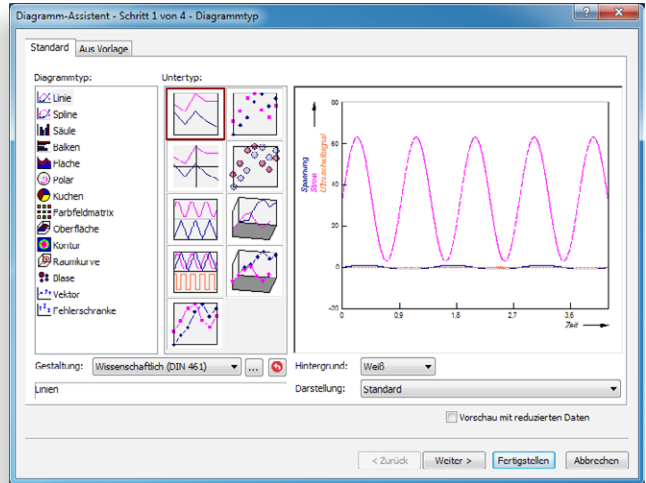 Diagramm-Assistent - Schritt 1 von 4 - Diagrammtyp
Standard
Aus Vorlage
Diagrammtyp:
Untertyp:
Linie
Spline
Säule
Balken
Fläche
Polar
Kuchen
Farbfeldmatrix
Oberfläche
Kontur
Raumkurve
Blase
Vektor
Fehlerschranke
Spannung
Strom
Ultraschallsignal
80
60
40
20
0
-20
0
0,9
1,8
2,7
3,6
Zeit
Gestaltung:
Wissenschaftlich (DIN 461)
...
Hintergrund:
Weiß
Linien
Darstellung:
Standard
Vorschau mit reduzierten Daten
< Zurück
Weiter >
Fertigstellen
Abbrechen